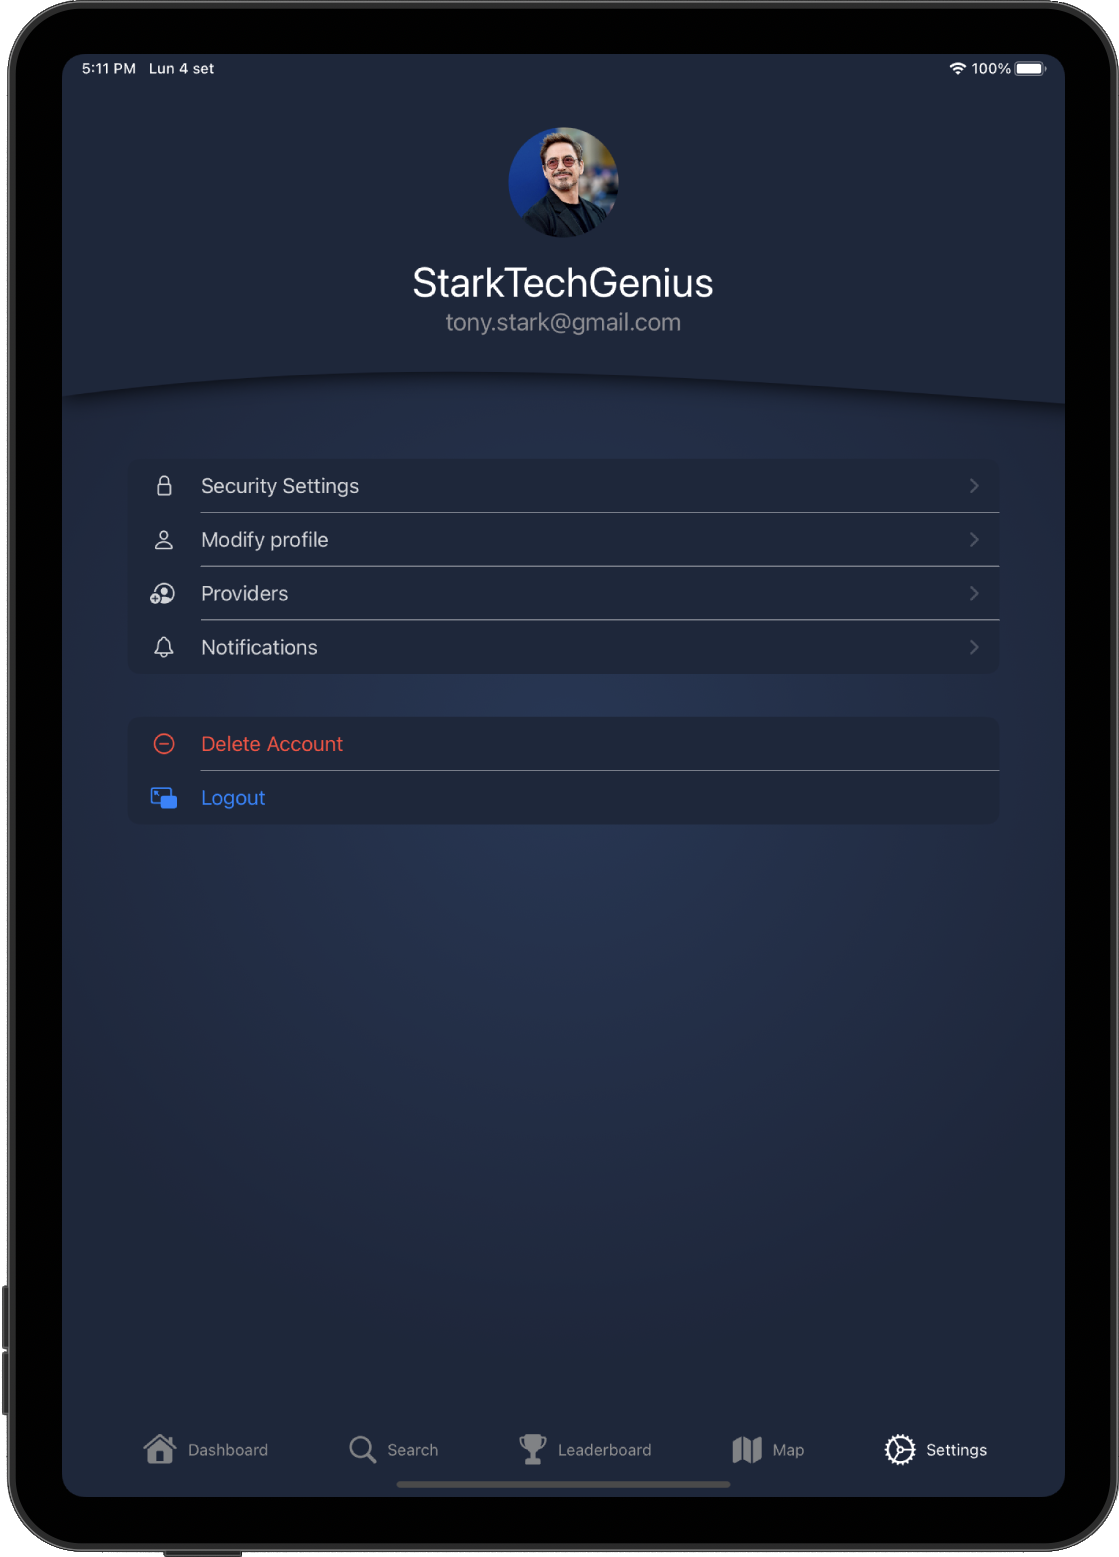 5:11 PM Lun 4 set 100%
StarkTechGenius
tony.stark@gmail.com
Security Settings
Modify profile
Providers
Notifications
Delete Account
Logout
Dashboard Search Leaderboard Map Settings